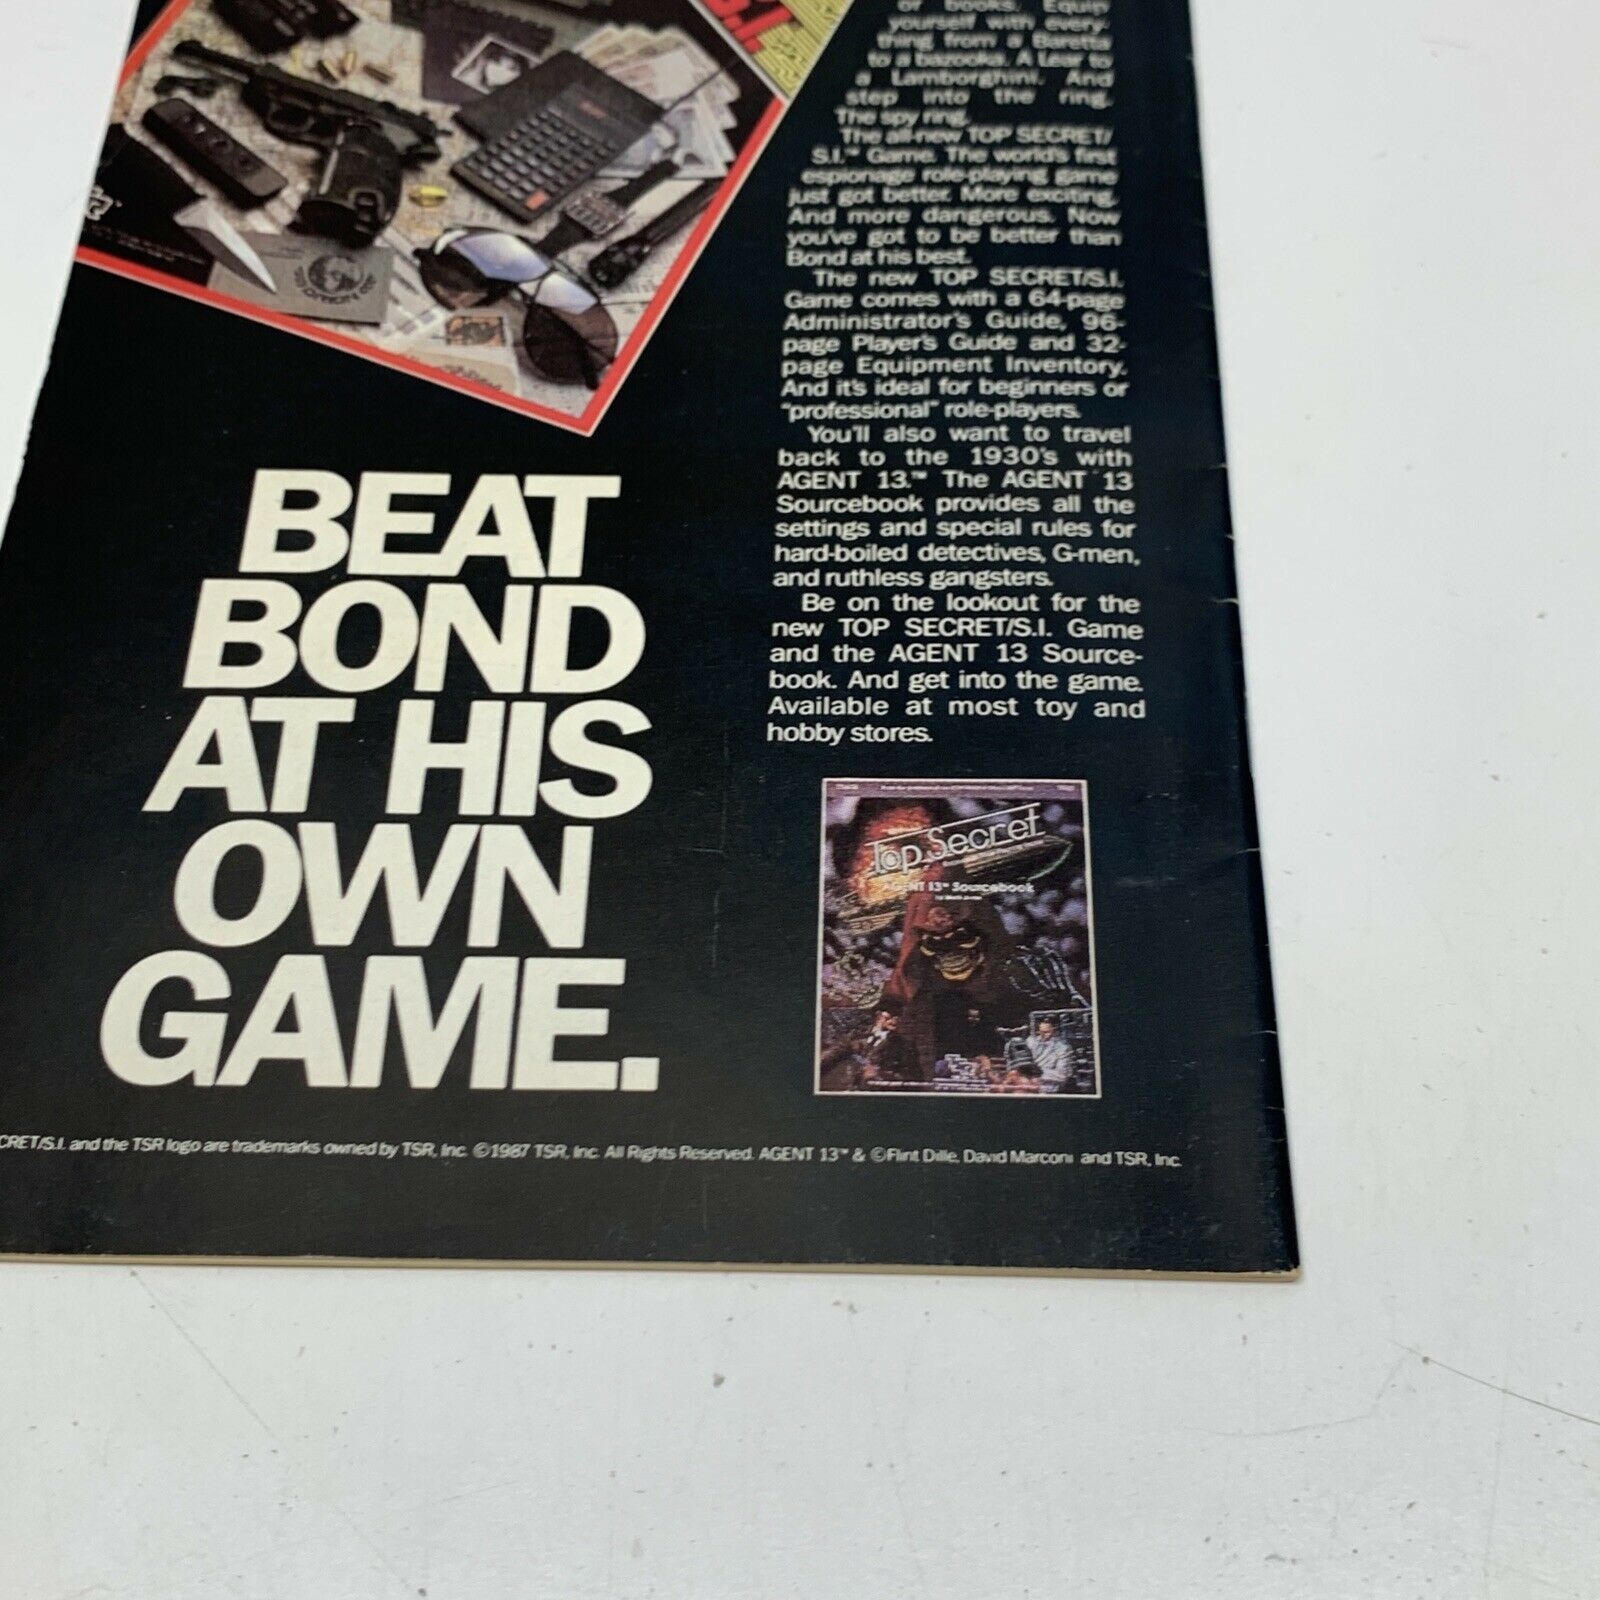 S.I.
or books. Equip
yourself with every-
thing from a Baretta
to a bazooka. A Lear to
a Lamborghini. And
step into the ring.
The spy ring.
The all-new TOP SECRET/
S.I.™ Game. The world's first
espionage role-playing game
just got better. More exciting.
And more dangerous. Now
you've got to be better than
Bond at his best.
The new TOP SECRET/S.I.
Game comes with a 64-page
Administrator's Guide, 96-
page Player's Guide and 32-
page Equipment Inventory.
And it's ideal for beginners or
"professional" role-players.
You'll also want to travel
back to the 1930's with
AGENT 13.™ The AGENT 13
Sourcebook provides all the
settings and special rules for
hard-boiled detectives, G-men,
and ruthless gangsters.
Be on the lookout for the
new TOP SECRET/S.I. Game
and the AGENT 13 Source-
book. And get into the game.
Available at most toy and
hobby stores.
BEAT
BOND
AT HIS
OWN
GAME.
Top Secret
AGENT 13™ Sourcebook
CRET/S.I. and the TSR logo are trademarks owned by TSR, Inc. ©1987 TSR, Inc. All Rights Reserved. AGENT 13™ & ©Flint Dille, David Marconi and TSR, Inc.